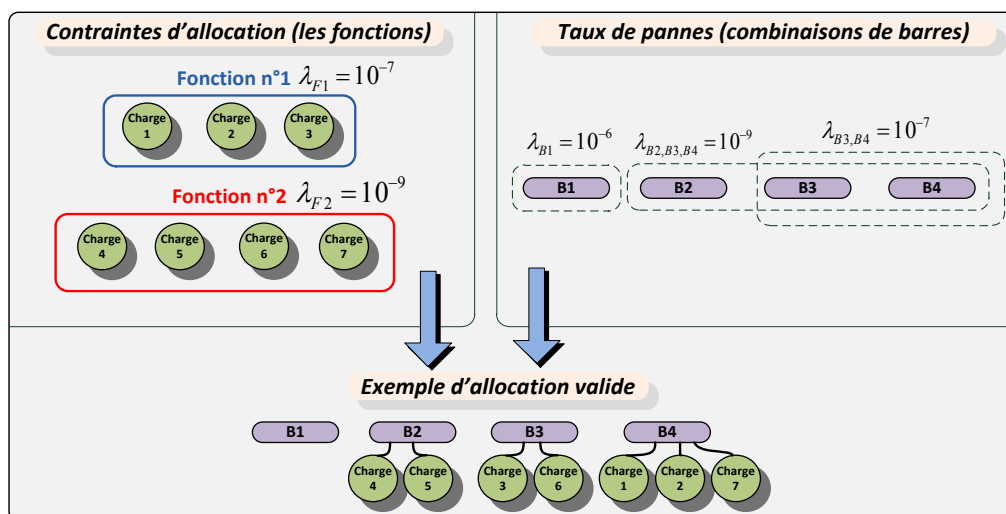 Contraintes d'allocation (les fonctions)
Fonction n°1 λF1 = 10⁻⁷
Charge 1
Charge 2
Charge 3
Fonction n°2 λF2 = 10⁻⁹
Charge 4
Charge 5
Charge 6
Charge 7
Taux de pannes (combinaisons de barres)
λB1 = 10⁻⁶
λB2,B3,B4 = 10⁻⁹
λB3,B4 = 10⁻⁷
B1
B2
B3
B4
Exemple d'allocation valide
B1
B2
B3
B4
Charge 4
Charge 5
Charge 3
Charge 6
Charge 1
Charge 2
Charge 7